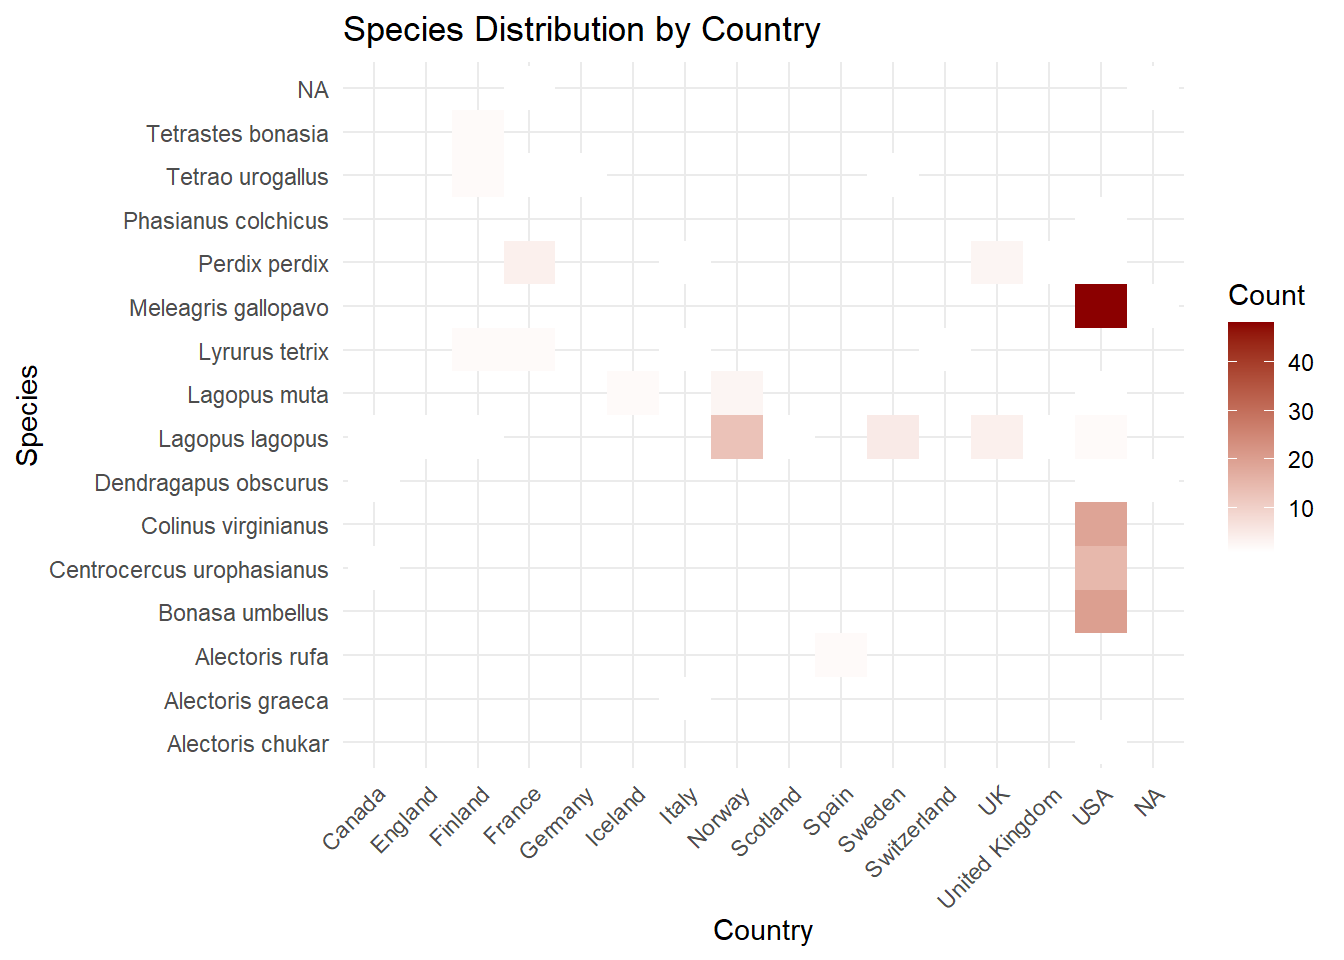 Species Distribution by Country
NA
Tetrastes bonasia
Tetrao urogallus
Phasianus colchicus
Perdix perdix
Meleagris gallopavo
Lyrurus tetrix
Lagopus muta
Lagopus lagopus
Dendragapus obscurus
Colinus virginianus
Centrocercus urophasianus
Bonasa umbellus
Alectoris rufa
Alectoris graeca
Alectoris chukar
Species
Canada
England
Finland
France
Germany
Iceland
Italy
Norway
Scotland
Spain
Sweden
Switzerland
UK
United Kingdom
USA
NA
Country
Count
40
30
20
10